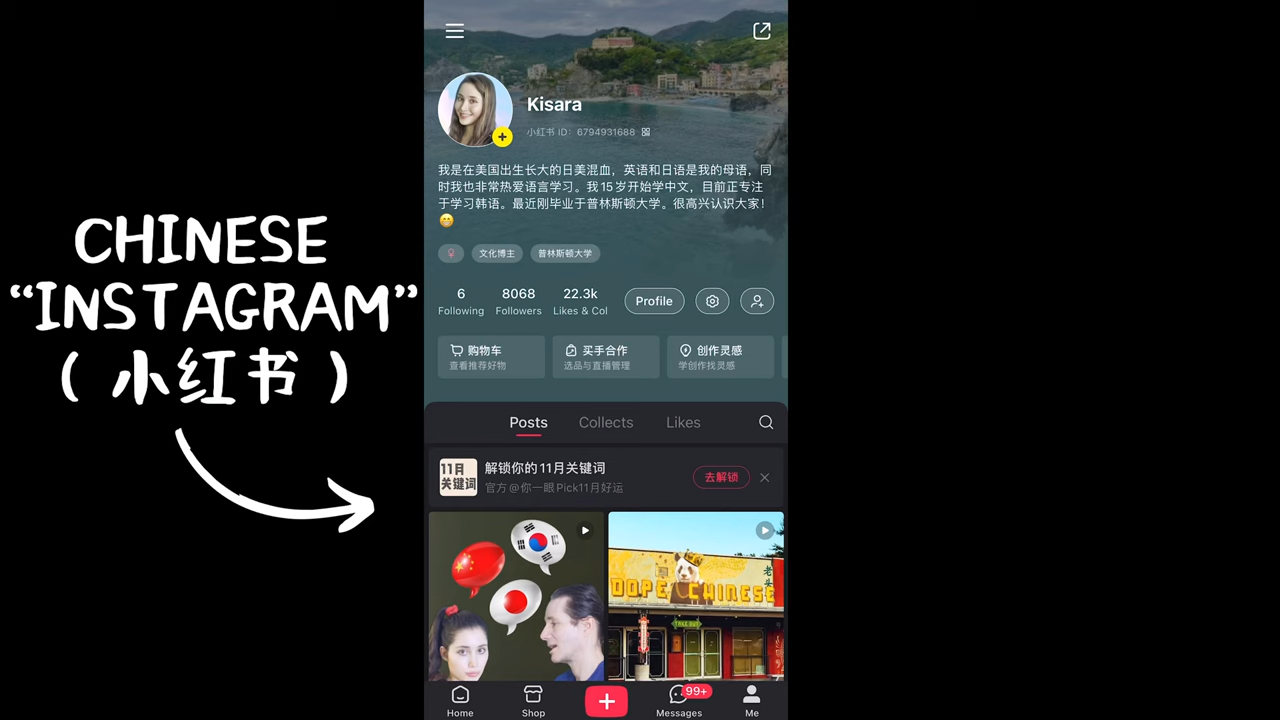 CHINESE
“INSTAGRAM”
(小红书)
Kisara
小红书 ID：6794931688
我是在美国出生长大的日美混血，英语和日语是我的母语，同
时我也非常热爱语言学习。我15岁开始学中文，目前正专注
于学习韩语。最近刚毕业于普林斯顿大学。很高兴认识大家！
😁
文化博主 普林斯顿大学
6 8068 22.3k
Following Followers Likes & Col
Profile
购物车 买手合作 创作灵感
查看推荐好物 选品与直播管理 学创作找灵感
Posts Collects Likes
11月
关键词
解锁你的11月关键词
官方@你一眼Pick11月好运
去解锁
老
头
DOPE CHINESE
TAKE OUT
99+
Home Shop Messages Me